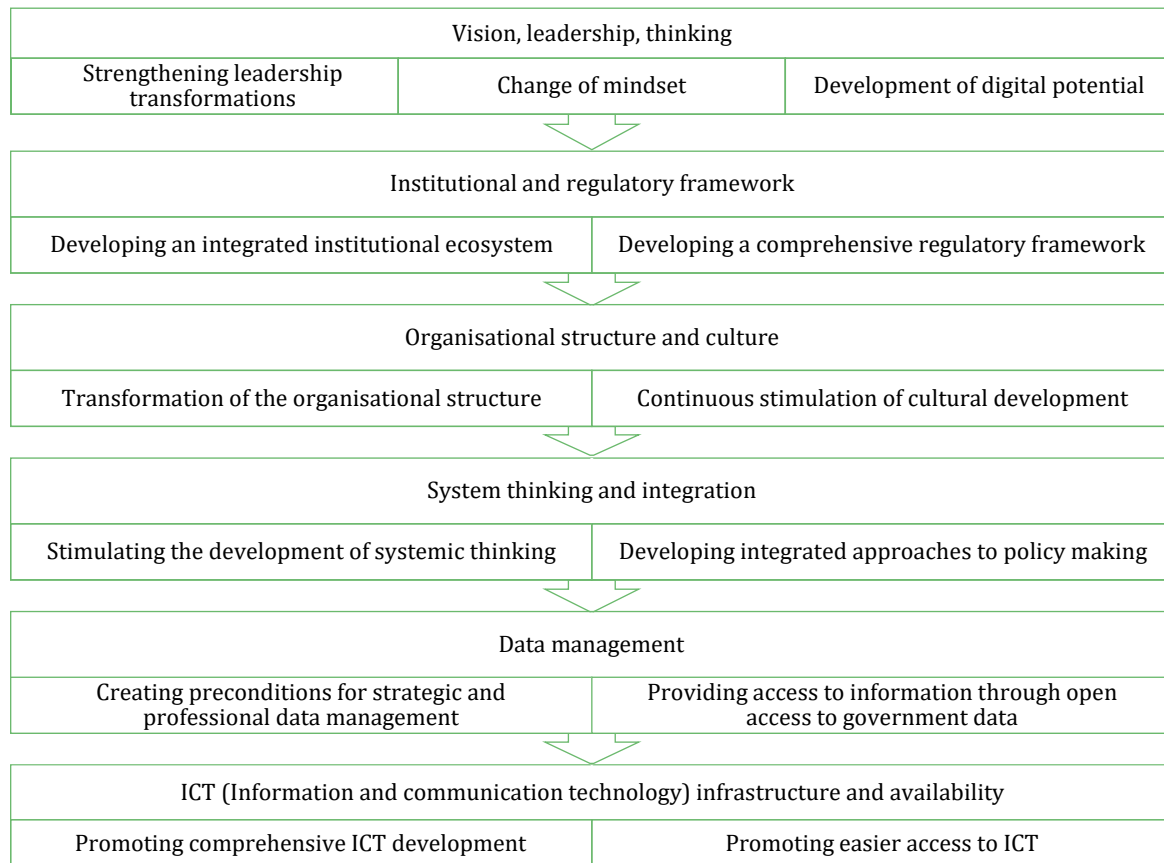 Vision, leadership, thinking
Strengthening leadership
transformations
Change of mindset
Development of digital potential
Institutional and regulatory framework
Developing an integrated institutional ecosystem
Developing a comprehensive regulatory framework
Organisational structure and culture
Transformation of the organisational structure
Continuous stimulation of cultural development
System thinking and integration
Stimulating the development of systemic thinking
Developing integrated approaches to policy making
Data management
Creating preconditions for strategic and
professional data management
Providing access to information through open
access to government data
ICT (Information and communication technology) infrastructure and availability
Promoting comprehensive ICT development
Promoting easier access to ICT